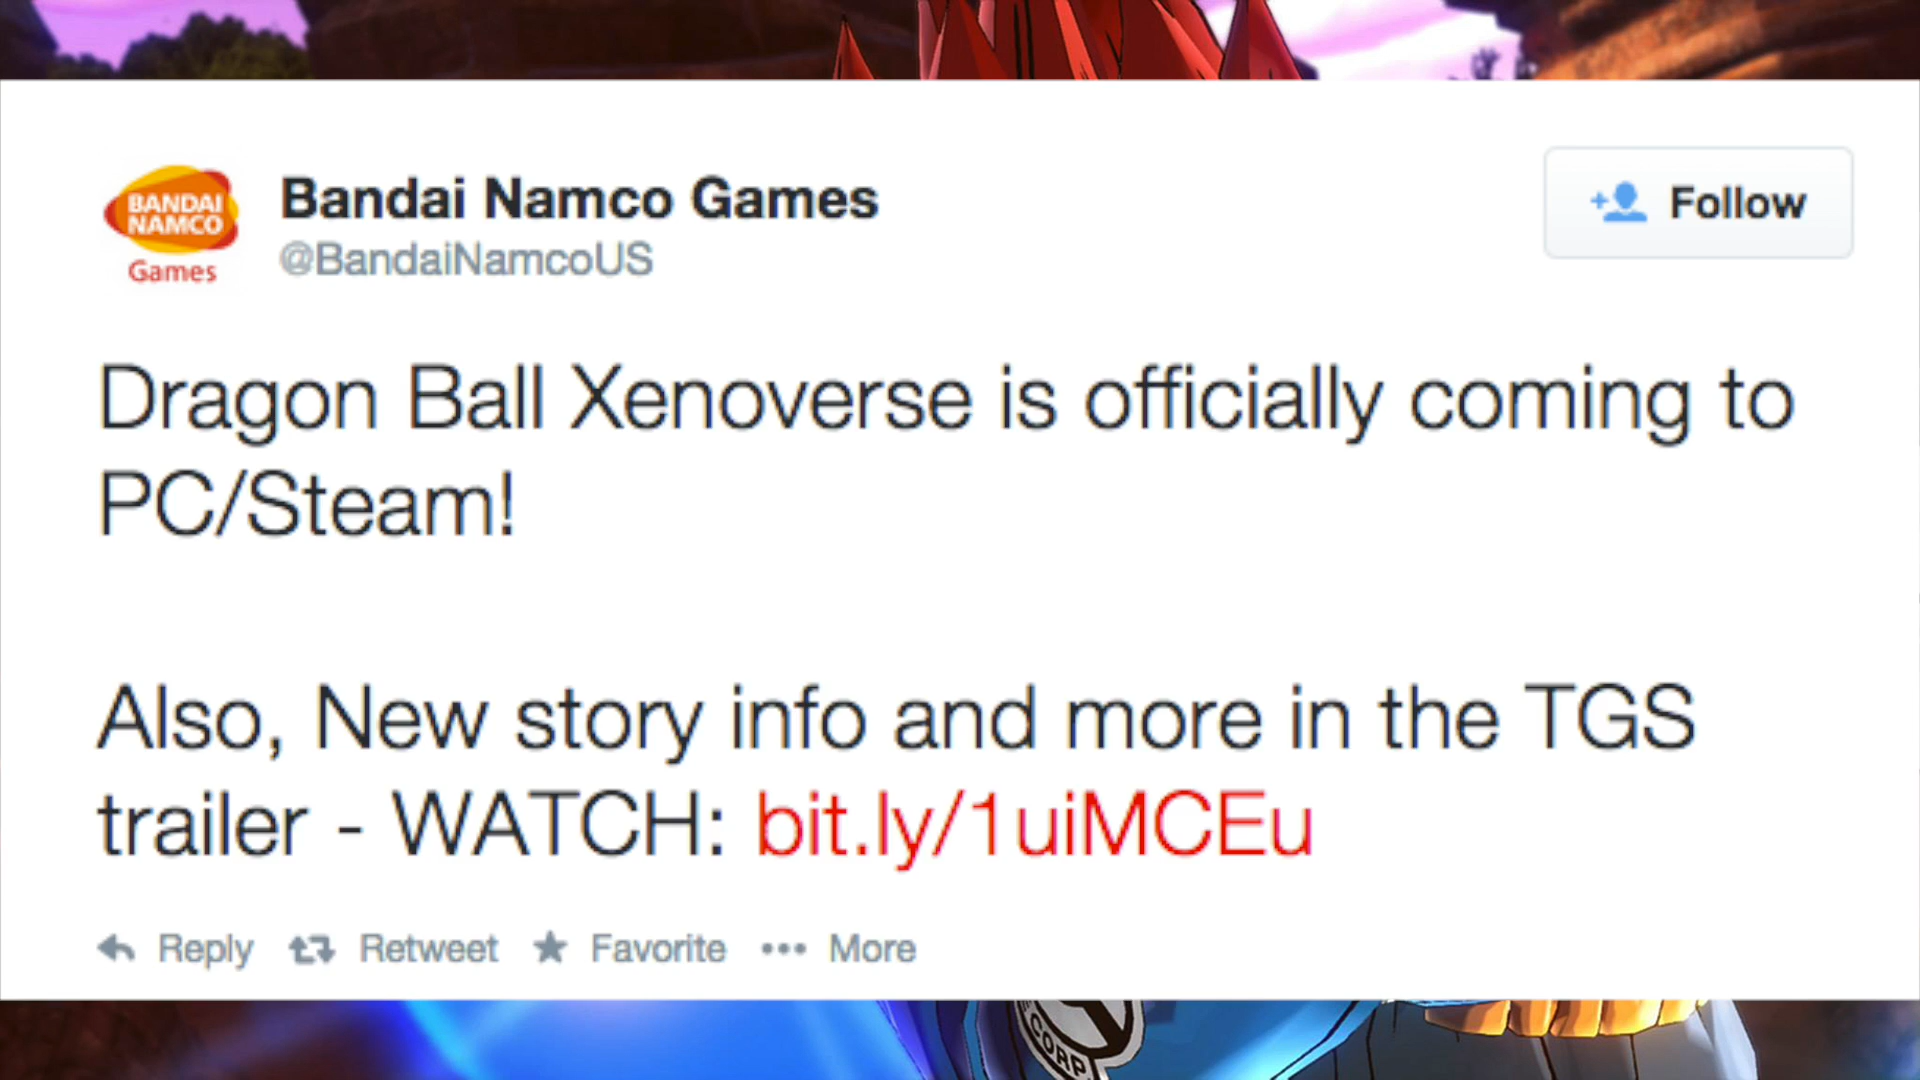 BANDAI
NAMCO
Games
Bandai Namco Games
@BandaiNamcoUS
Follow
Dragon Ball Xenoverse is officially coming to
PC/Steam!
Also, New story info and more in the TGS
trailer - WATCH: bit.ly/1uiMCEu
Reply Retweet Favorite More
CORP